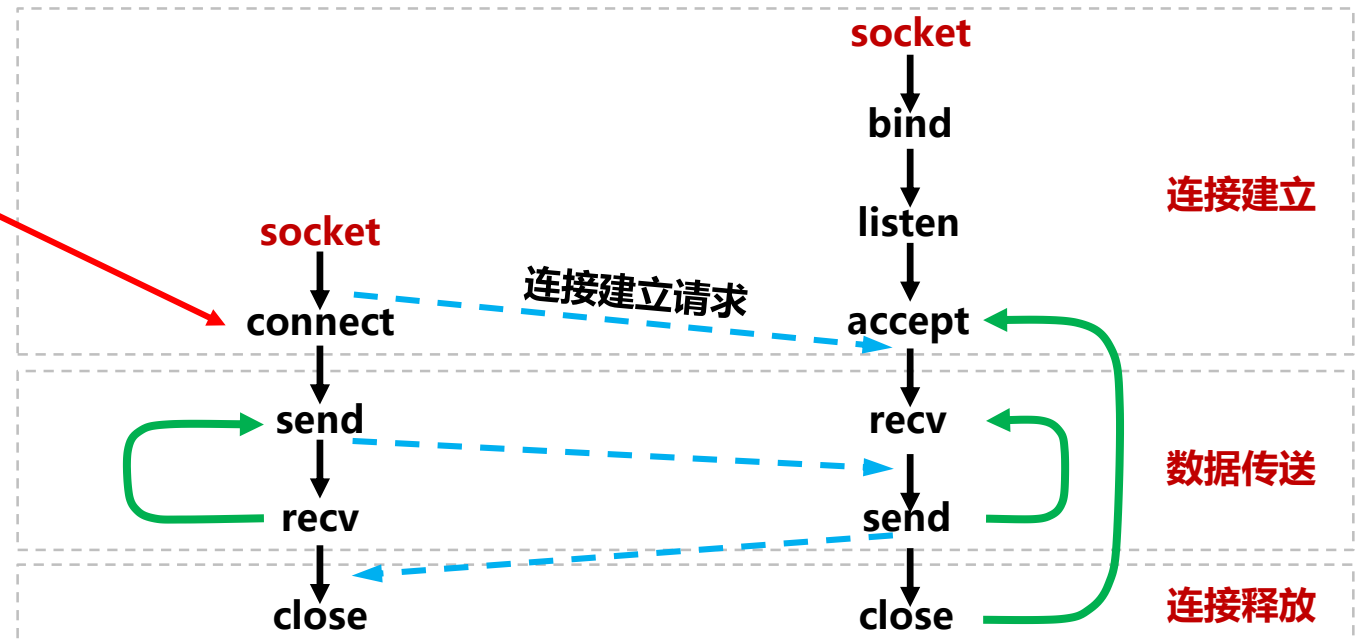 socket
bind
连接建立
listen
socket
连接建立请求
connect
accept
send
recv
数据传送
recv
send
close
close
连接释放